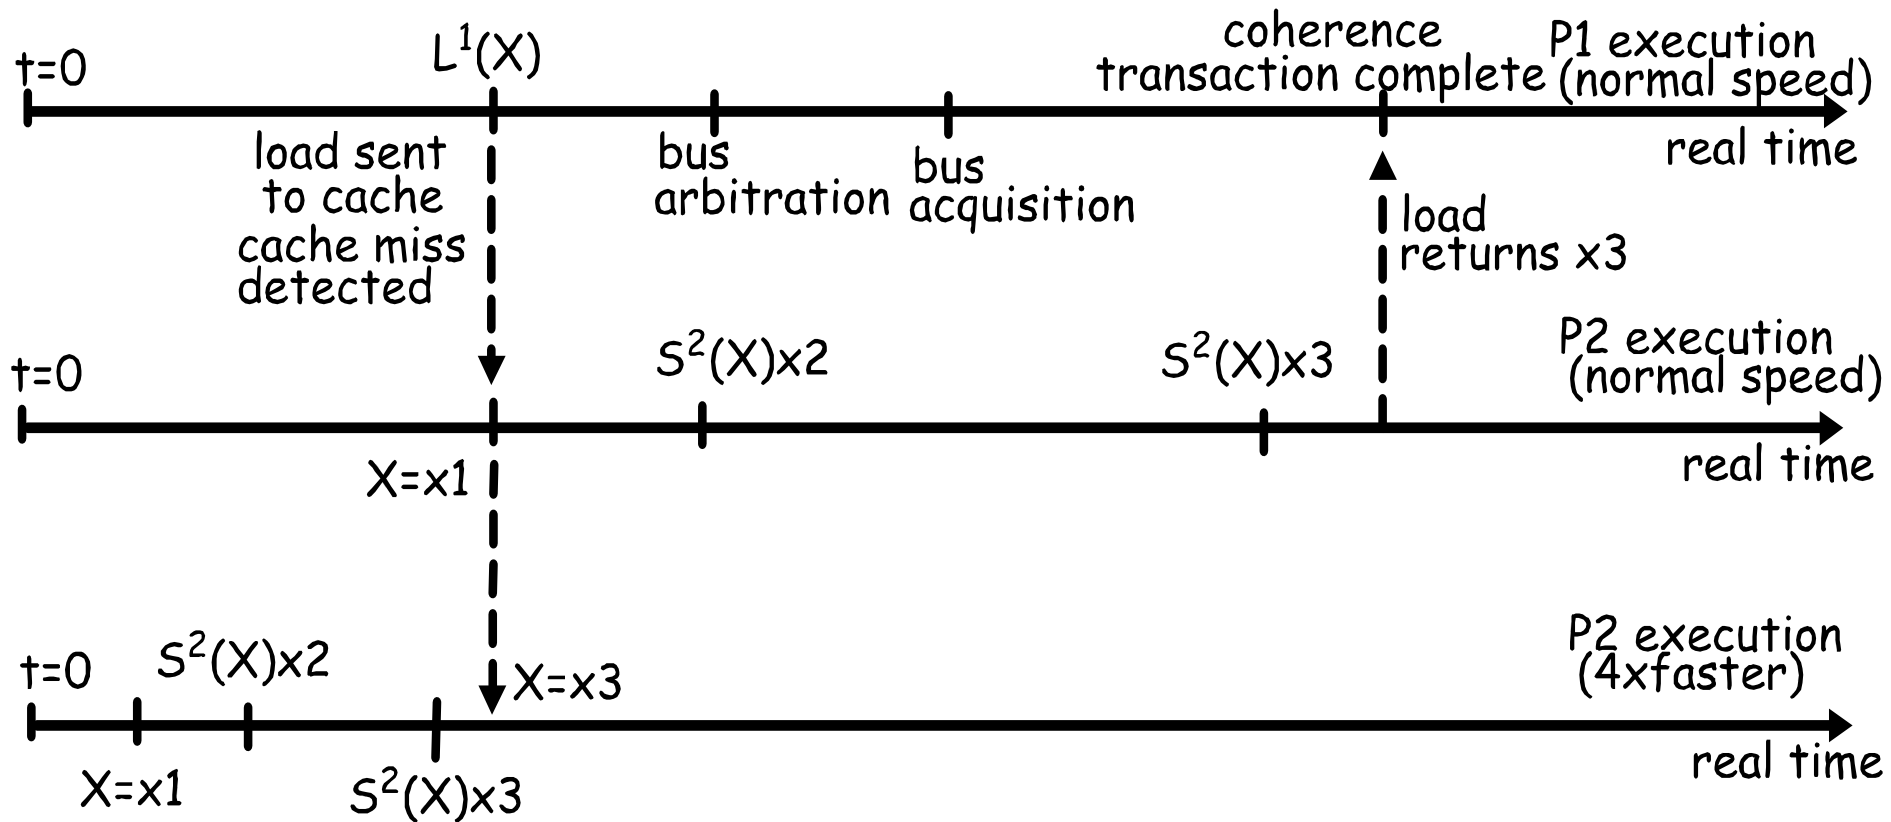 coherence
transaction complete
P1 execution
(normal speed)
t=0
L¹(X)
real time
load sent
to cache
cache miss
detected
bus
arbitration
bus
acquisition
load
returns x3
t=0
S²(X)x2
S²(X)x3
P2 execution
(normal speed)
real time
X=x1
t=0
S²(X)x2
X=x3
P2 execution
(4xfaster)
real time
X=x1
S²(X)x3